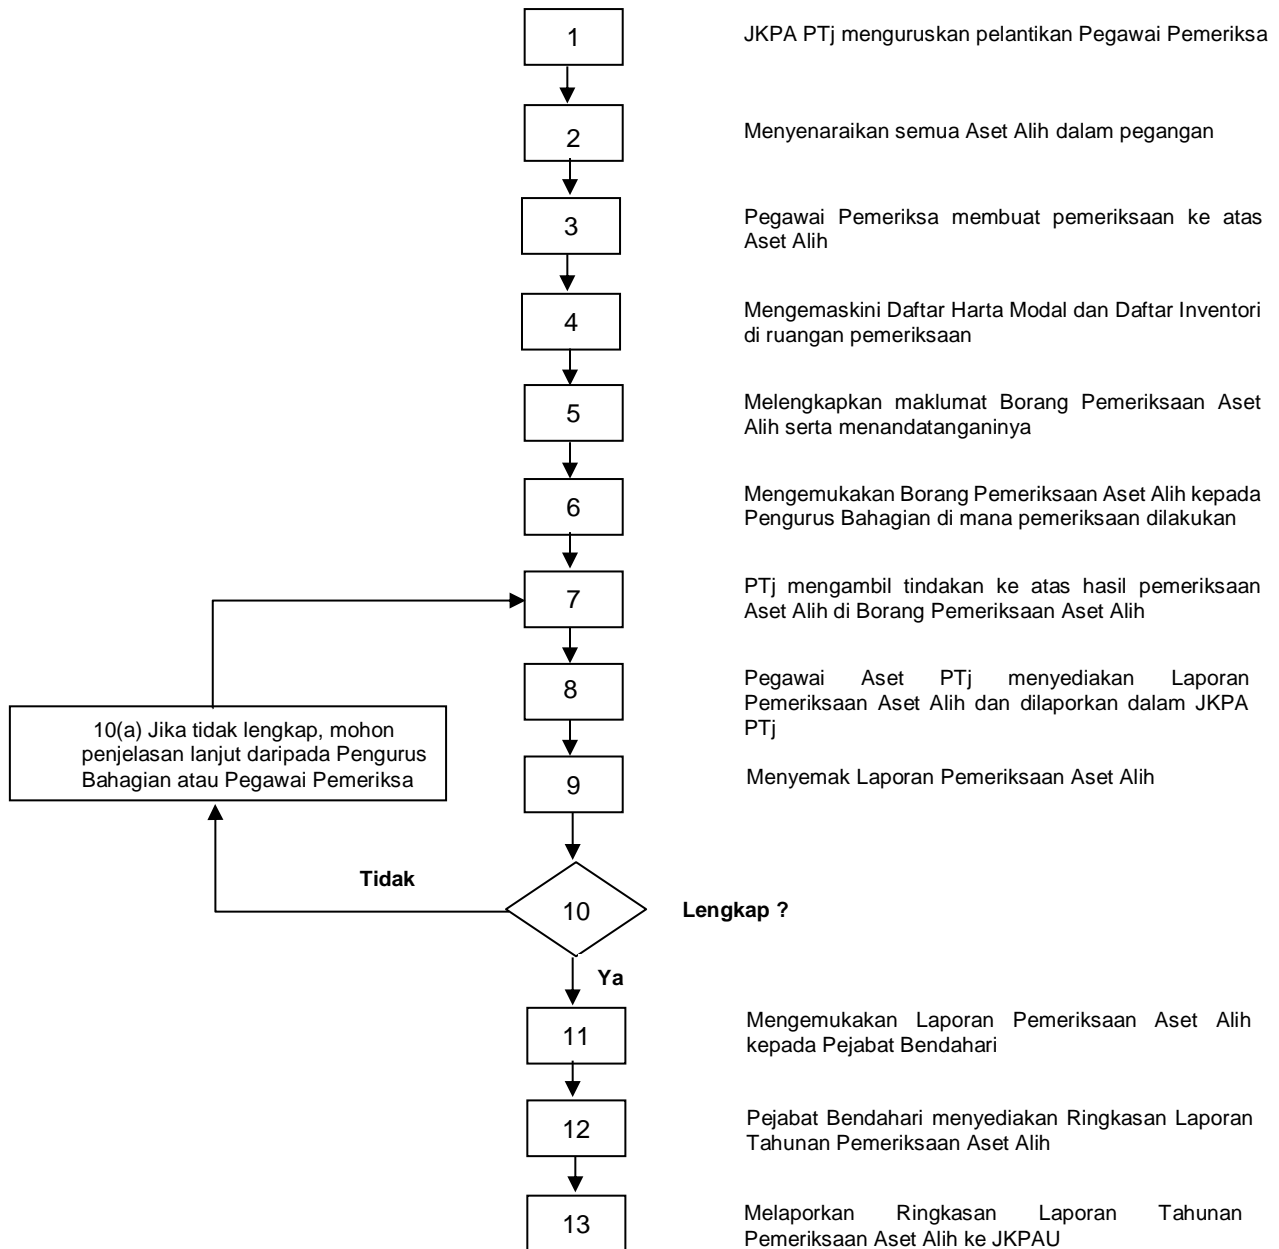 1
JKPA PTj menguruskan pelantikan Pegawai Pemeriksa
2
Menyenaraikan semua Aset Alih dalam pegangan
3
Pegawai Pemeriksa membuat pemeriksaan ke atas
Aset Alih
4
Mengemaskini Daftar Harta Modal dan Daftar Inventori
di ruangan pemeriksaan
5
Melengkapkan maklumat Borang Pemeriksaan Aset
Alih serta menandatanganinya
6
Mengemukakan Borang Pemeriksaan Aset Alih kepada
Pengurus Bahagian di mana pemeriksaan dilakukan
7
PTj mengambil tindakan ke atas hasil pemeriksaan
Aset Alih di Borang Pemeriksaan Aset Alih
8
Pegawai Aset PTj menyediakan Laporan
Pemeriksaan Aset Alih dan dilaporkan dalam JKPA
PTj
10(a) Jika tidak lengkap, mohon
penjelasan lanjut daripada Pengurus
Bahagian atau Pegawai Pemeriksa
9
Menyemak Laporan Pemeriksaan Aset Alih
Tidak
10
Lengkap ?
Ya
11
Mengemukakan Laporan Pemeriksaan Aset Alih
kepada Pejabat Bendahari
12
Pejabat Bendahari menyediakan Ringkasan Laporan
Tahunan Pemeriksaan Aset Alih
13
Melaporkan Ringkasan Laporan Tahunan
Pemeriksaan Aset Alih ke JKPAU